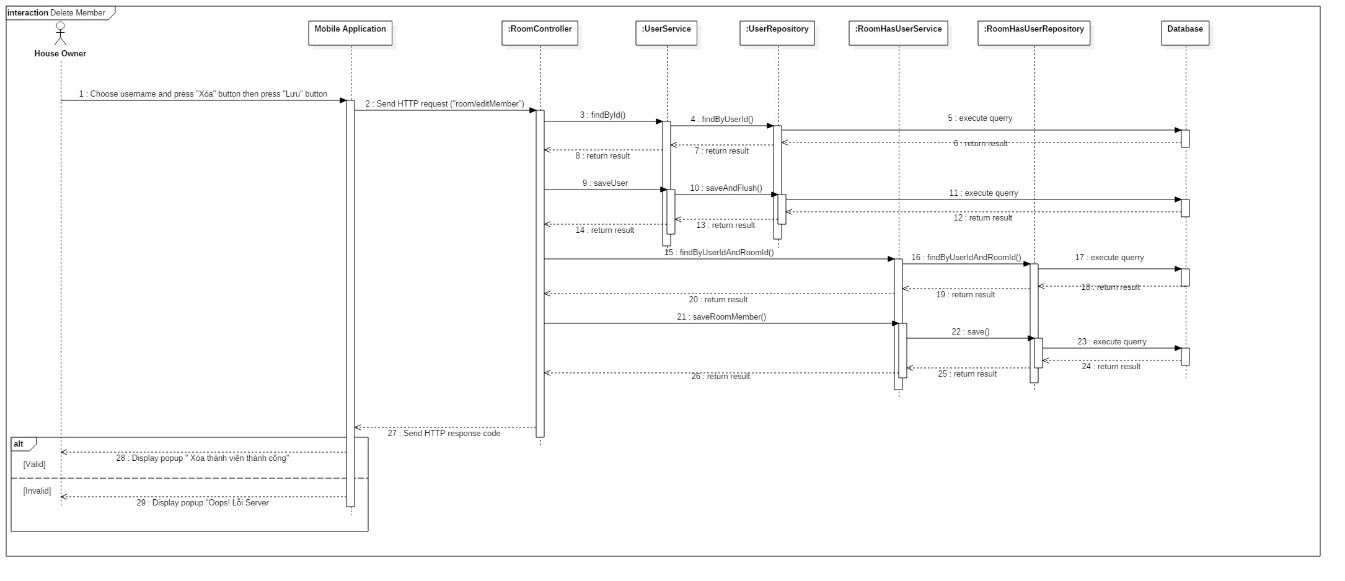 interaction Delete Member
House Owner
Mobile Application
:RoomController
:UserService
:UserRepository
:RoomHasUserService
:RoomHasUserRepository
Database
1 : Choose username and press "Xóa" button then press "Lưu" button
2 : Send HTTP request ("room/editMember")
3 : findById()
4 : findByUserId()
5 : execute querry
6 : return result
7 : return result
8 : return result
9 : saveUser
10 : saveAndFlush()
11 : execute querry
12 : return result
13 : return result
14 : return result
15 : findByUserIdAndRoomId()
16 : findByUserIdAndRoomId()
17 : execute querry
18 : return result
19 : return result
20 : return result
21 : saveRoomMember()
22 : save()
23 : execute querry
24 : return result
25 : return result
26 : return result
27 : Send HTTP response code
alt
28 : Display popup " Xóa thành viên thành công"
[Valid]
[Invalid]
29 : Display popup "Oops! Lỗi Server